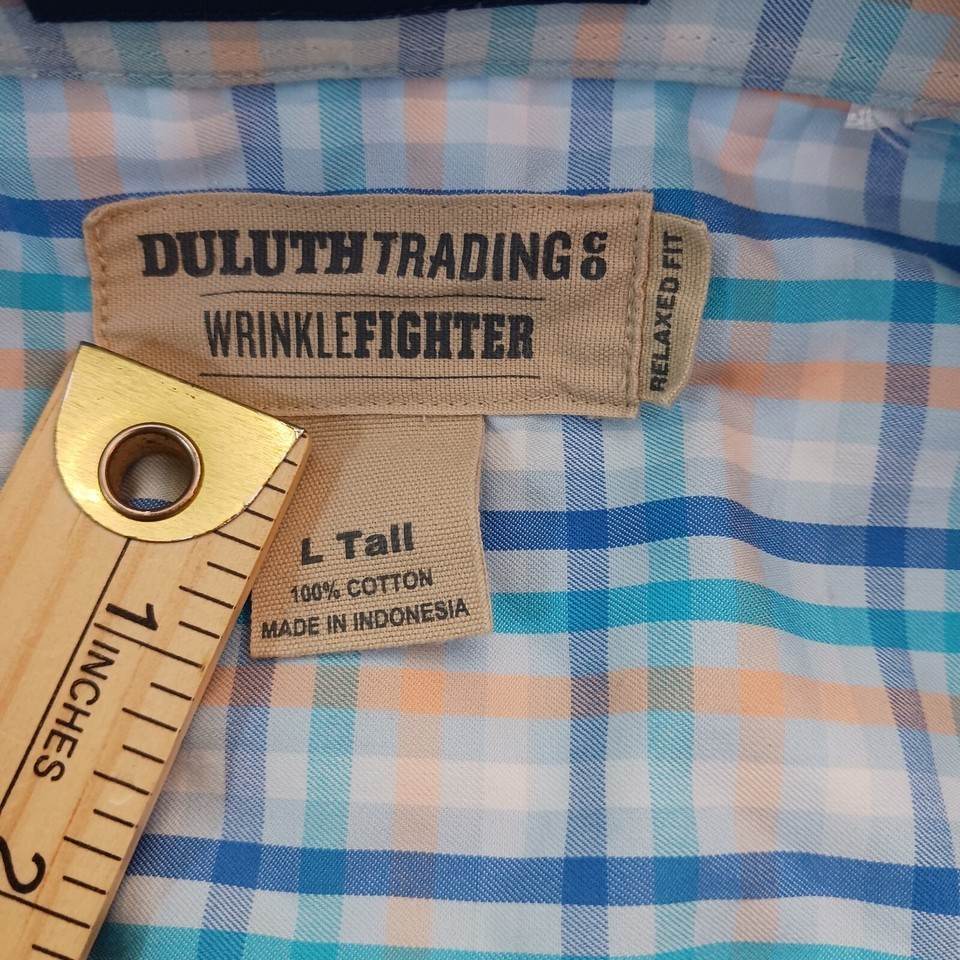 DULUTH TRADING CO
WRINKLEFIGHTER
RELAXED FIT
L Tall
100% COTTON
MADE IN INDONESIA
1
INCHES
2